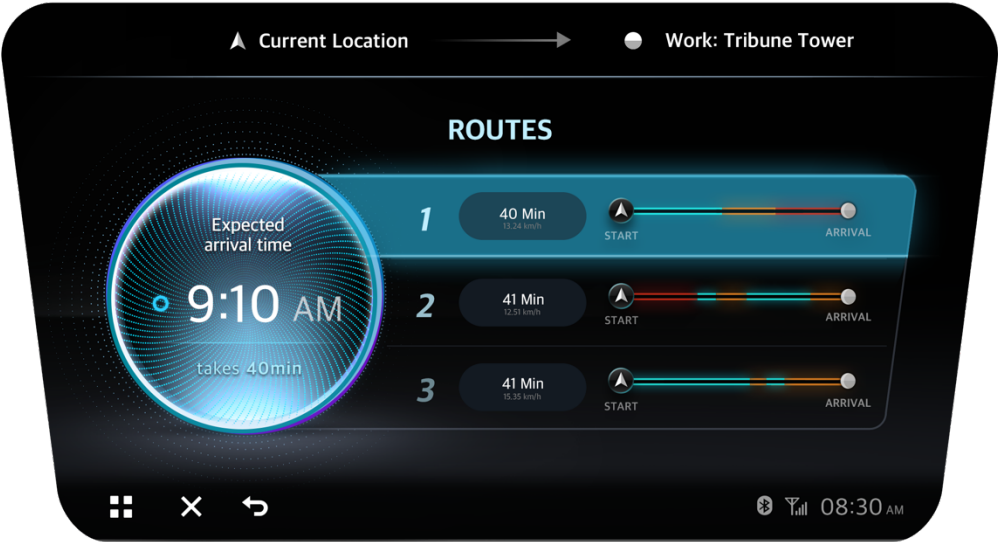 Current Location
Work: Tribune Tower
ROUTES
Expected
arrival time
9:10 AM
takes 40min
1
40 Min
13.24 km/h
START
ARRIVAL
2
41 Min
12.51 km/h
START
ARRIVAL
3
41 Min
15.35 km/h
START
ARRIVAL
08:30 AM